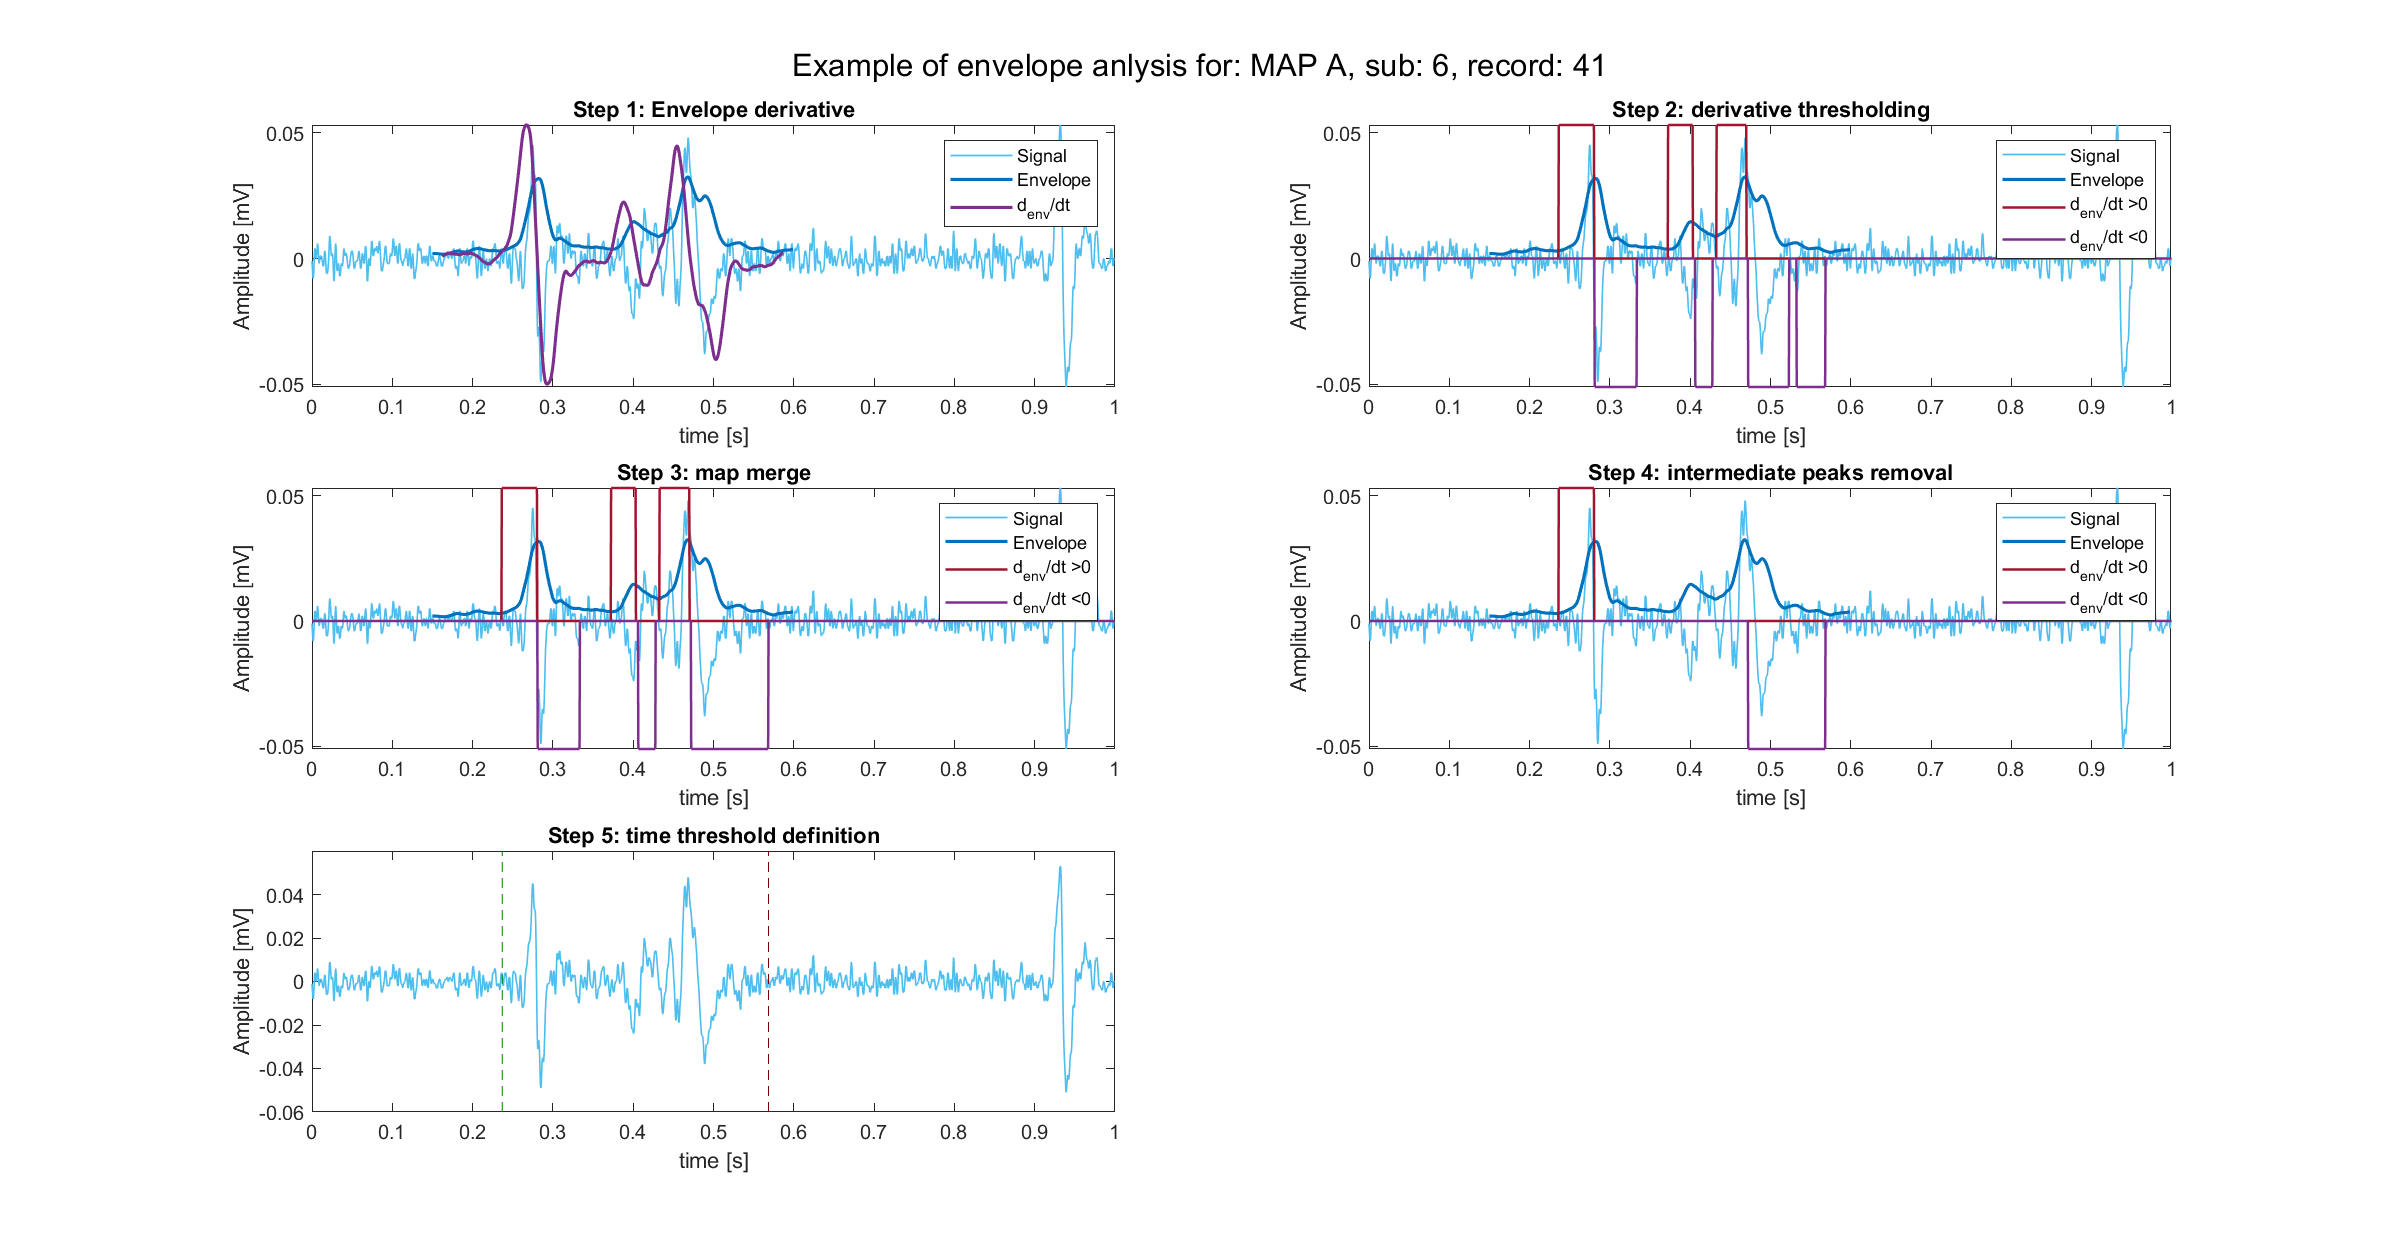 Example of envelope anlysis for: MAP A, sub: 6, record: 41
Step 1: Envelope derivative
0.05
0
-0.05
Amplitude [mV]
Signal
Envelope
d_env/dt
0 0.1 0.2 0.3 0.4 0.5 0.6 0.7 0.8 0.9 1
time [s]
Step 2: derivative thresholding
0.05
0
-0.05
Amplitude [mV]
Signal
Envelope
d_env/dt >0
d_env/dt <0
0 0.1 0.2 0.3 0.4 0.5 0.6 0.7 0.8 0.9 1
time [s]
Step 3: map merge
0.05
0
-0.05
Amplitude [mV]
Signal
Envelope
d_env/dt >0
d_env/dt <0
0 0.1 0.2 0.3 0.4 0.5 0.6 0.7 0.8 0.9 1
time [s]
Step 4: intermediate peaks removal
0.05
0
-0.05
Amplitude [mV]
Signal
Envelope
d_env/dt >0
d_env/dt <0
0 0.1 0.2 0.3 0.4 0.5 0.6 0.7 0.8 0.9 1
time [s]
Step 5: time threshold definition
0.04
0.02
0
-0.02
-0.04
-0.06
Amplitude [mV]
0 0.1 0.2 0.3 0.4 0.5 0.6 0.7 0.8 0.9 1
time [s]